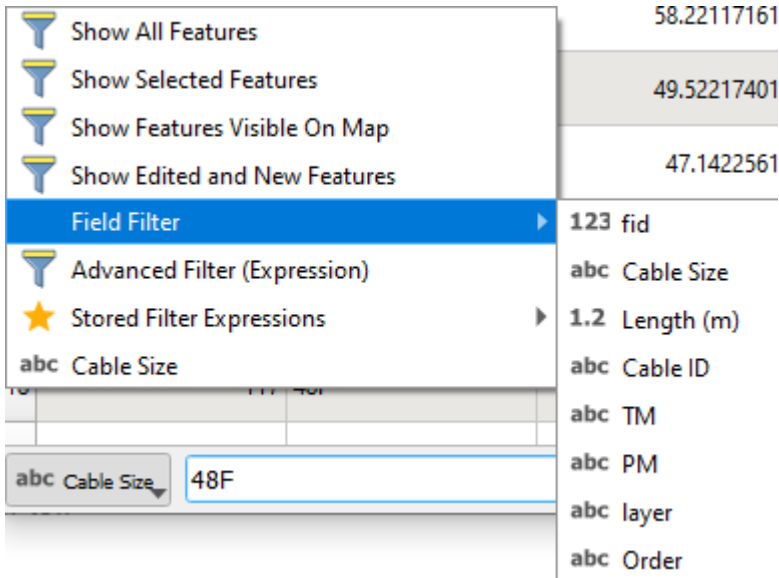 Show All Features
Show Selected Features
Show Features Visible On Map
Show Edited and New Features
Field Filter
Advanced Filter (Expression)
Stored Filter Expressions
abc Cable Size
58.22117161
49.52217401
47.1422561
123 fid
abc Cable Size
1.2 Length (m)
abc Cable ID
abc TM
abc PM
abc layer
abc Order
abc Cable Size
48F